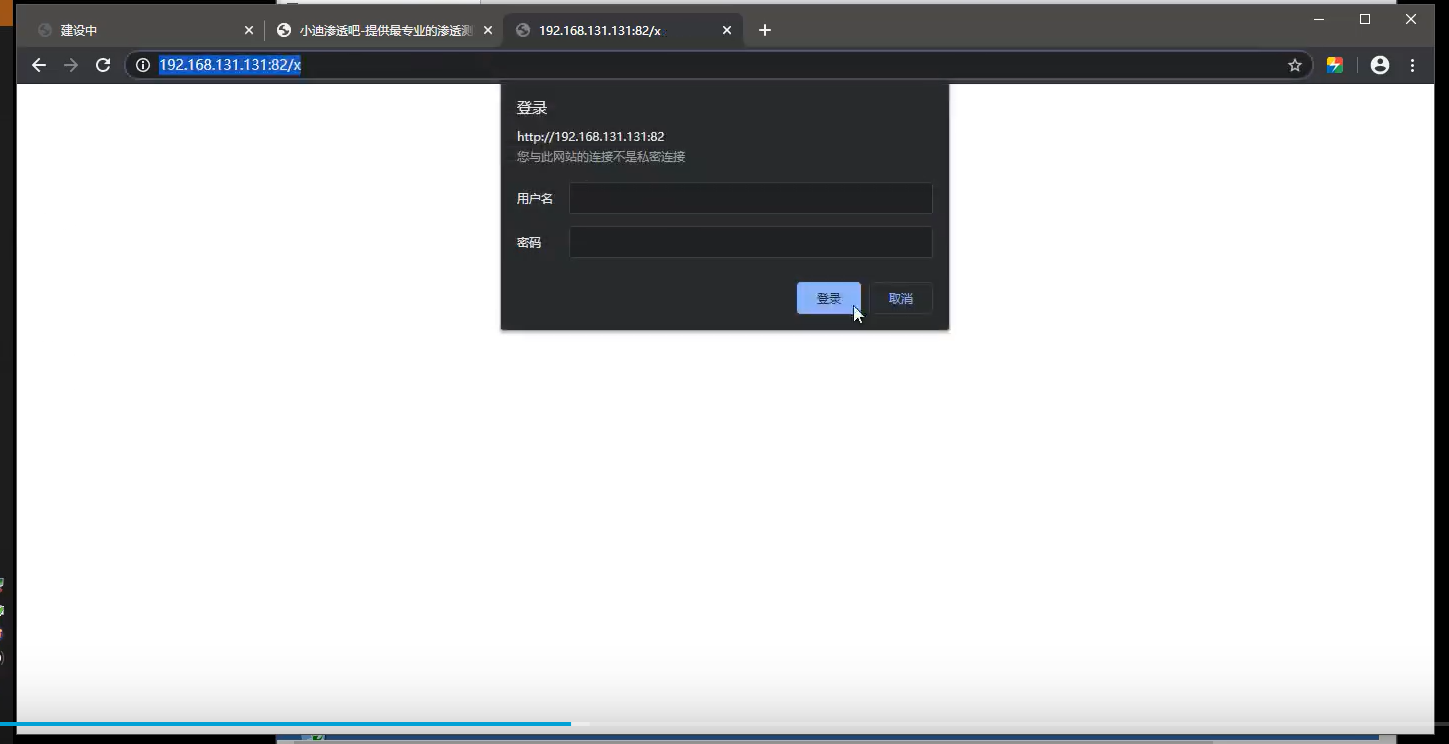 建设中
小迪渗透吧-提供最专业的渗透测
192.168.131.131:82/x
192.168.131.131:82/x
登录
http://192.168.131.131:82
您与此网站的连接不是私密连接
用户名
密码
登录 取消